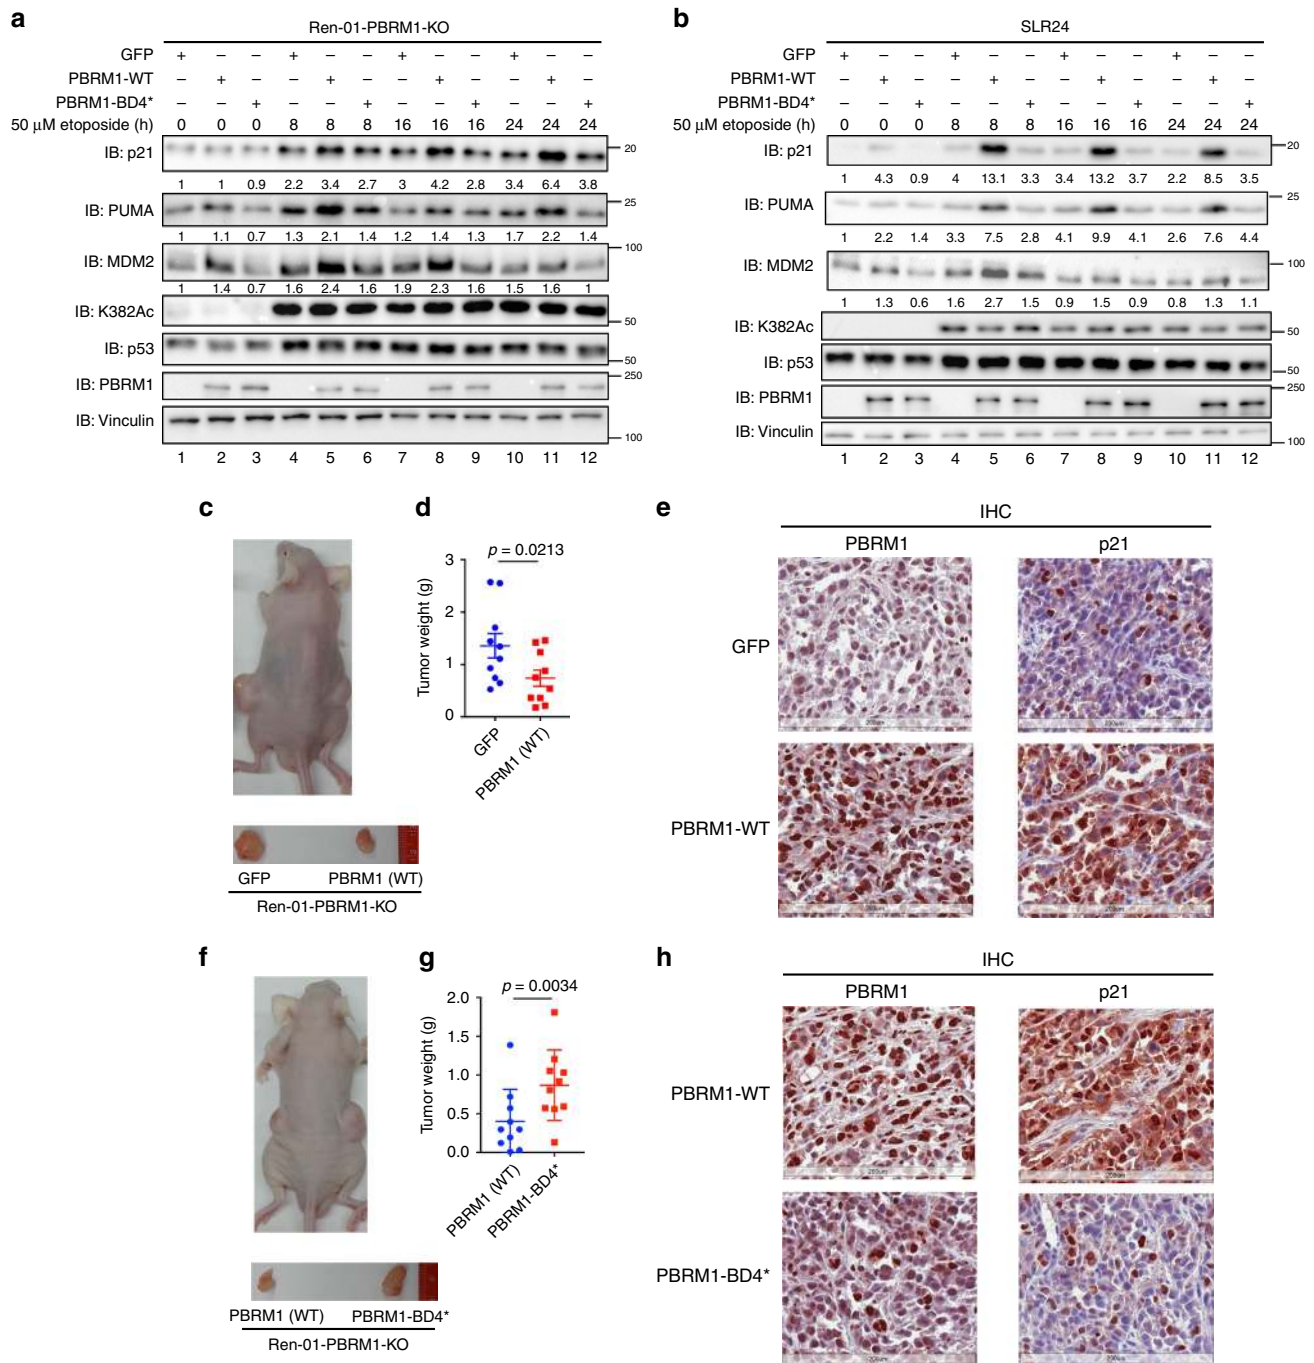 a
Ren-01-PBRM1-KO
GFP + – – + – – + – – + – –
PBRM1-WT – + – – + – – + – – + –
PBRM1-BD4* – – + – – + – – + – – +
50 μM etoposide (h) 0 0 0 8 8 8 16 16 16 24 24 24
IB: p21 20
1 1 0.9 2.2 3.4 2.7 3 4.2 2.8 3.4 6.4 3.8
IB: PUMA 25
1 1.1 0.7 1.3 2.1 1.4 1.2 1.4 1.3 1.7 2.2 1.4
IB: MDM2 100
1 1.4 0.7 1.6 2.4 1.6 1.9 2.3 1.6 1.5 1.6 1
IB: K382Ac 50
IB: p53 50
IB: PBRM1 250
IB: Vinculin 100
1 2 3 4 5 6 7 8 9 10 11 12
b
SLR24
GFP + – – + – – + – – + – –
PBRM1-WT – + – – + – – + – – + –
PBRM1-BD4* – – + – – + – – + – – +
50 μM etoposide (h) 0 0 0 8 8 8 16 16 16 24 24 24
IB: p21 20
1 4.3 0.9 4 13.1 3.3 3.4 13.2 3.7 2.2 8.5 3.5
IB: PUMA 25
1 2.2 1.4 3.3 7.5 2.8 4.1 9.9 4.1 2.6 7.6 4.4
IB: MDM2 100
1 1.3 0.6 1.6 2.7 1.5 0.9 1.5 0.9 0.8 1.3 1.1
IB: K382Ac 50
IB: p53 50
IB: PBRM1 250
IB: Vinculin 100
1 2 3 4 5 6 7 8 9 10 11 12
c
GFP PBRM1 (WT)
Ren-01-PBRM1-KO
d
p = 0.0213
Tumor weight (g)
3
2
1
0
GFP
PBRM1 (WT)
e
IHC
PBRM1 p21
GFP
200um 200um
PBRM1-WT
200um 200um
f
PBRM1 (WT) PBRM1-BD4*
Ren-01-PBRM1-KO
g
p = 0.0034
Tumor weight (g)
2.0
1.5
1.0
0.5
0.0
PBRM1 (WT)
PBRM1-BD4*
h
IHC
PBRM1 p21
PBRM1-WT
200um 200um
PBRM1-BD4*
200um 200um